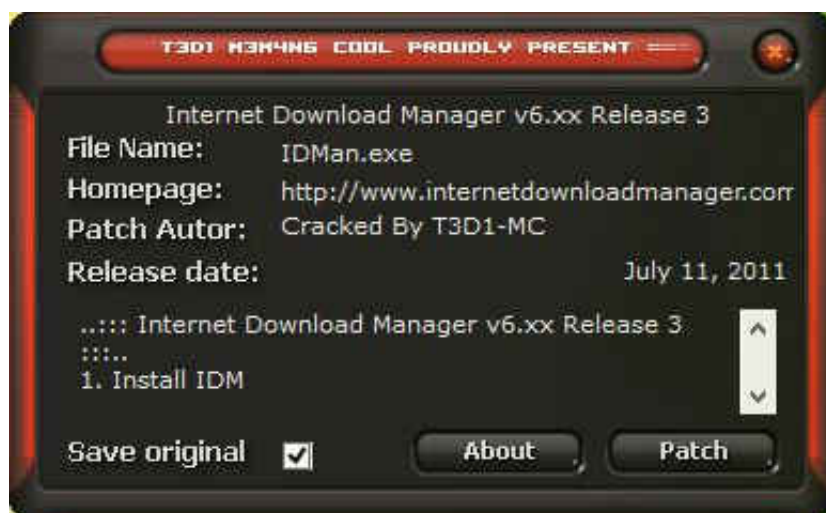 T3D1 M3M4N6 COOL PROUDLY PRESENT ==
Internet Download Manager v6.xx Release 3
File Name: IDMan.exe
Homepage: http://www.internetdownloadmanager.com
Patch Autor: Cracked By T3D1-MC
Release date: July 11, 2011
..::: Internet Download Manager v6.xx Release 3
:::..
1. Install IDM
Save original
About
Patch